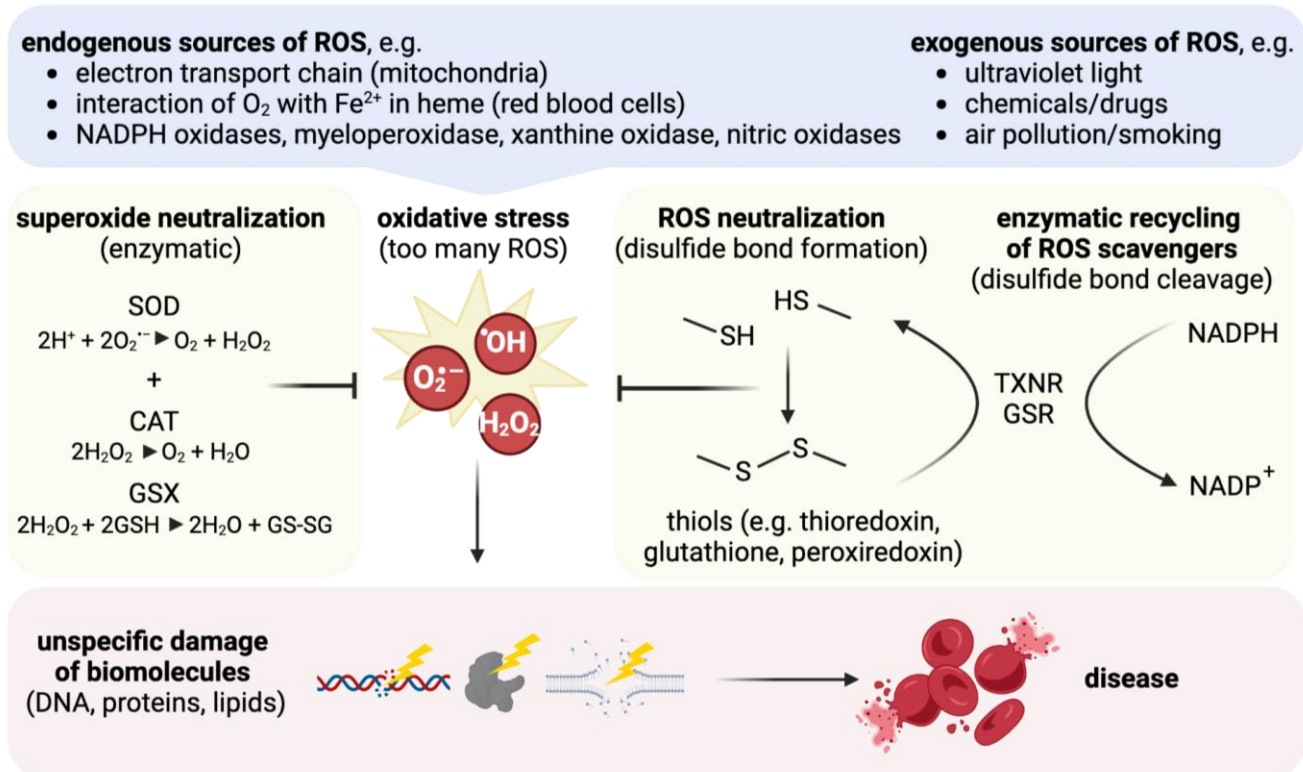 endogenous sources of ROS, e.g.
• electron transport chain (mitochondria)
• interaction of O₂ with Fe²⁺ in heme (red blood cells)
• NADPH oxidases, myeloperoxidase, xanthine oxidase, nitric oxidases
exogenous sources of ROS, e.g.
• ultraviolet light
• chemicals/drugs
• air pollution/smoking
superoxide neutralization
(enzymatic)
SOD
2H⁺ + 2O₂˙⁻ ► O₂ + H₂O₂
+
CAT
2H₂O₂ ► O₂ + H₂O
GSX
2H₂O₂ + 2GSH ► 2H₂O + GS-SG
oxidative stress
(too many ROS)
˙OH
O₂˙⁻
H₂O₂
ROS neutralization
(disulfide bond formation)
HS
SH
S
S
thiols (e.g. thioredoxin,
glutathione, peroxiredoxin)
enzymatic recycling
of ROS scavengers
(disulfide bond cleavage)
NADPH
TXNR
GSR
NADP⁺
unspecific damage
of biomolecules
(DNA, proteins, lipids)
disease